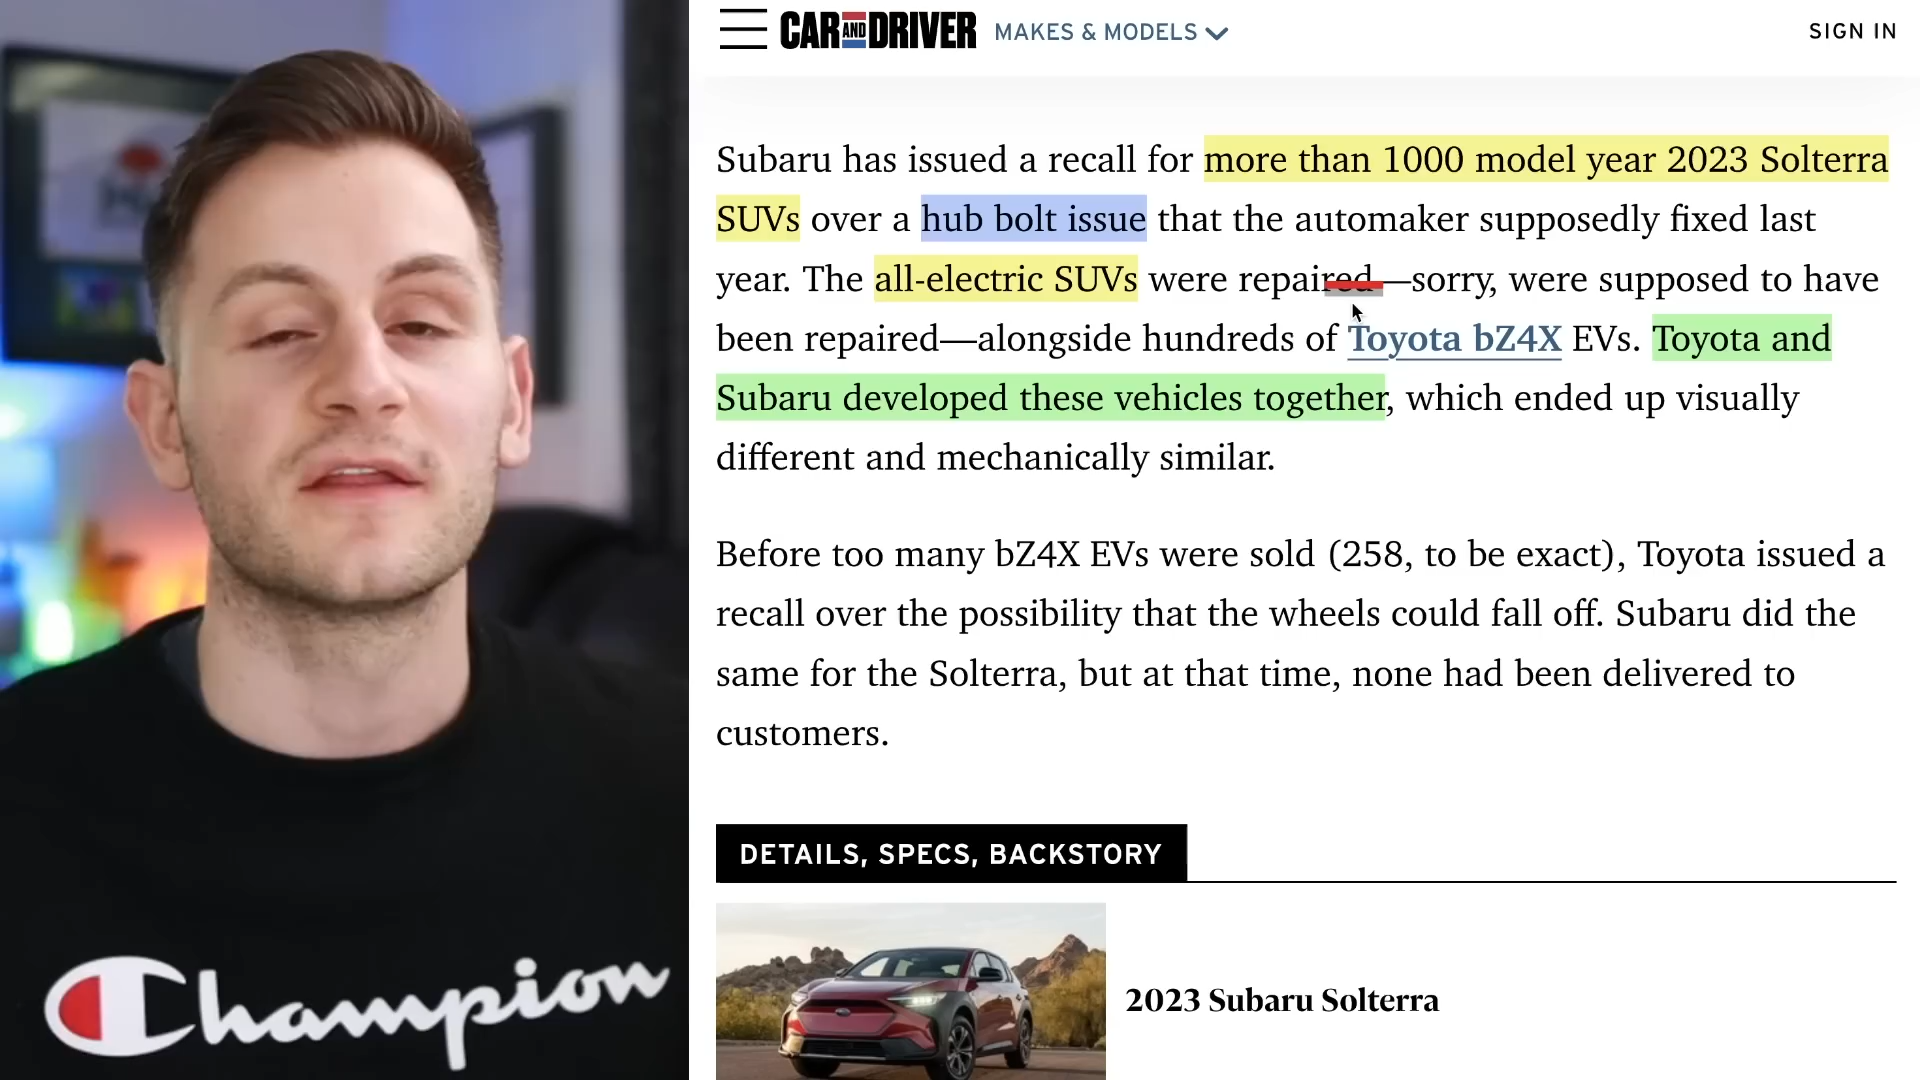 CAR AND DRIVER MAKES & MODELS SIGN IN
Subaru has issued a recall for more than 1000 model year 2023 Solterra
SUVs over a hub bolt issue that the automaker supposedly fixed last
year. The all-electric SUVs were repaired—sorry, were supposed to have
been repaired—alongside hundreds of Toyota bZ4X EVs. Toyota and
Subaru developed these vehicles together, which ended up visually
different and mechanically similar.
Before too many bZ4X EVs were sold (258, to be exact), Toyota issued a
recall over the possibility that the wheels could fall off. Subaru did the
same for the Solterra, but at that time, none had been delivered to
customers.
DETAILS, SPECS, BACKSTORY
2023 Subaru Solterra
Champion